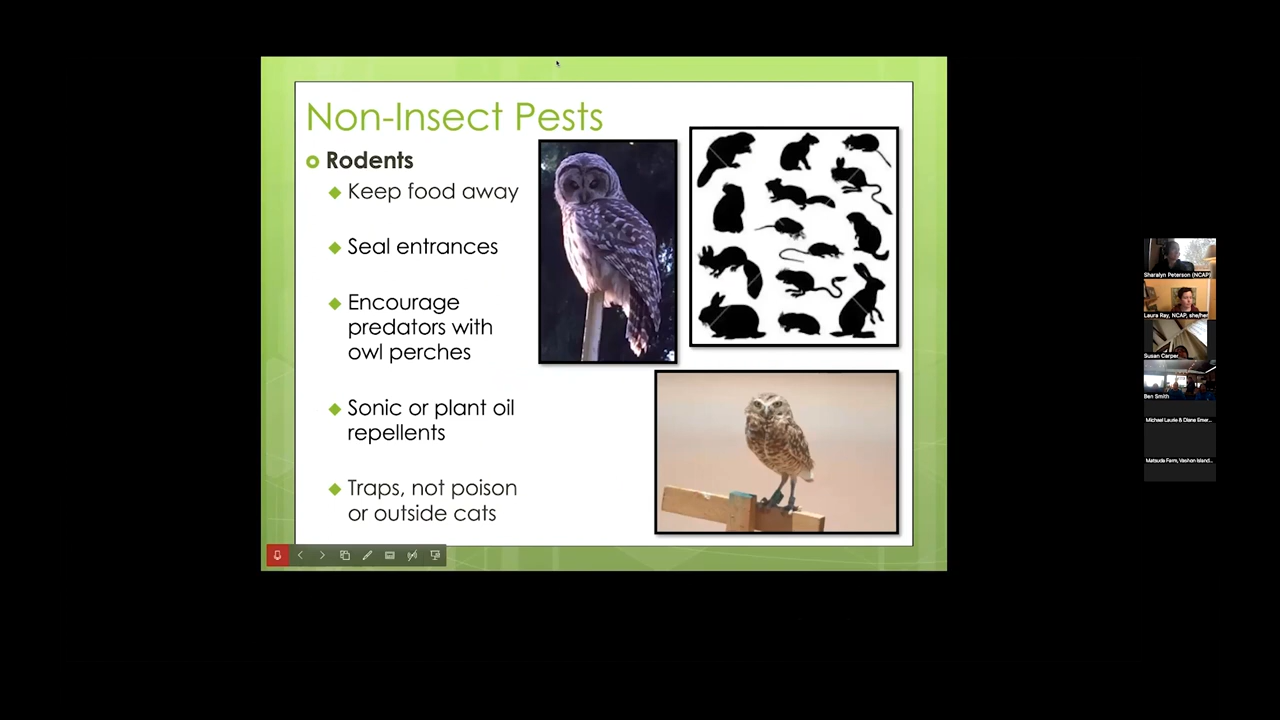 Non-Insect Pests
Rodents
Keep food away
Seal entrances
Encourage
predators with
owl perches
Sonic or plant oil
repellents
Traps, not poison
or outside cats
Sharalyn Peterson (NCAP)
Laura Ray, NCAP, she/her
Susan Carper
Ben Smith
Michael Laurie & Diane Emer...
Matsuda Farm, Vashon Island...